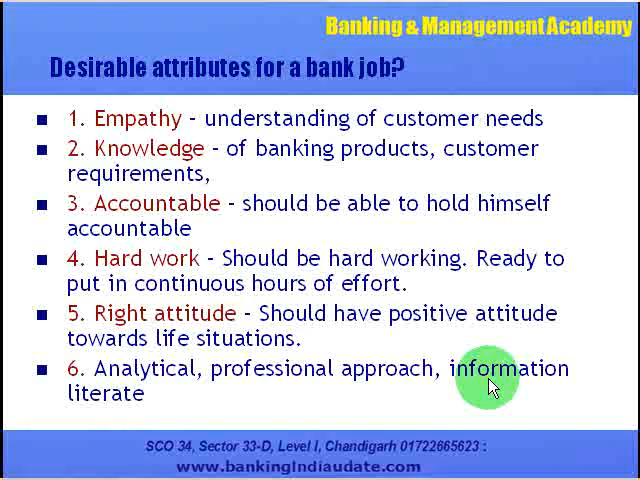 Banking & Management Academy
Desirable attributes for a bank job?
1. Empathy – understanding of customer needs
2. Knowledge – of banking products, customer
requirements,
3. Accountable – should be able to hold himself
accountable
4. Hard work – Should be hard working. Ready to
put in continuous hours of effort.
5. Right attitude – Should have positive attitude
towards life situations.
6. Analytical, professional approach, information
literate
SCO 34, Sector 33-D, Level I, Chandigarh 01722665623 :
www.bankingIndiaudate.com